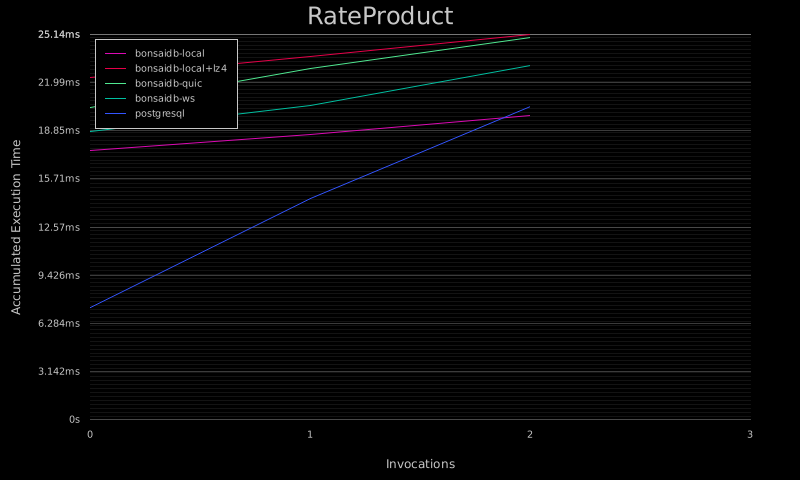 RateProduct
25.14ms
bonsaidb-local
bonsaidb-local+lz4
bonsaidb-quic
bonsaidb-ws
postgresql
21.99ms
18.85ms
15.71ms
12.57ms
9.426ms
6.284ms
3.142ms
0s
Accumulated Execution Time
0 1 2 3
Invocations